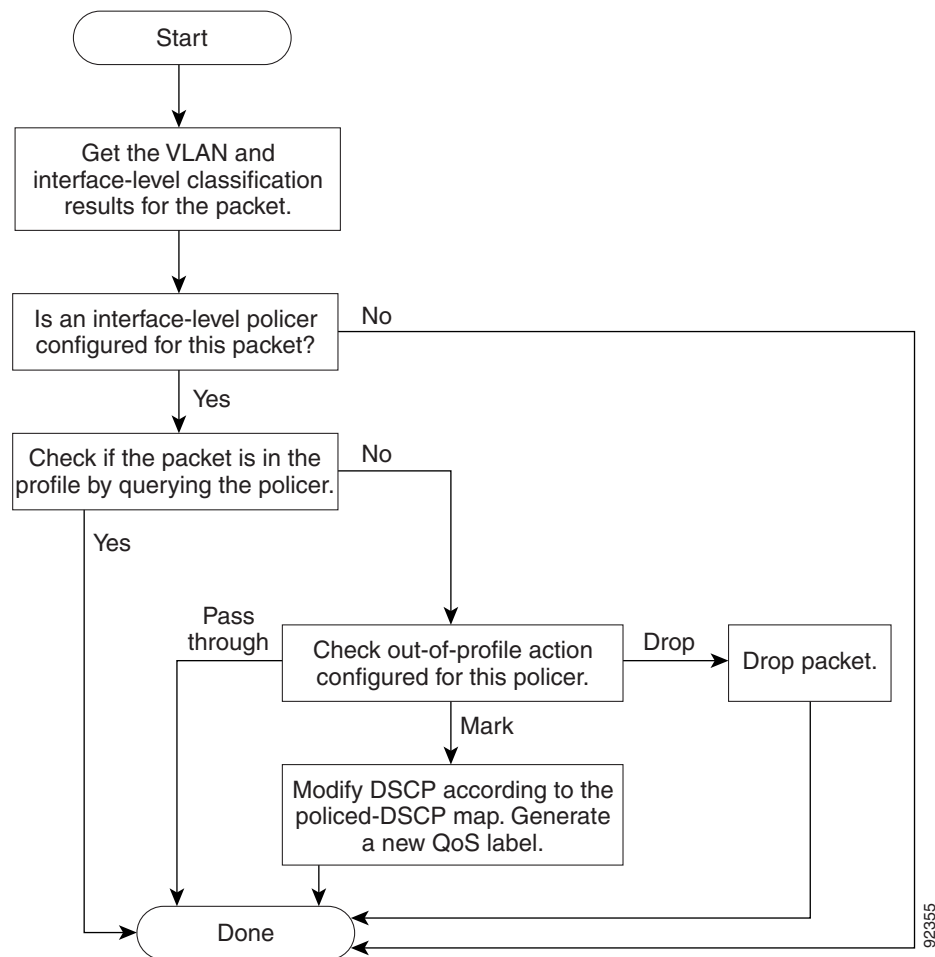 Start
Get the VLAN and
interface-level classification
results for the packet.
Is an interface-level policer
configured for this packet?
No
Yes
Check if the packet is in the
profile by querying the policer.
No
Yes
Pass
through
Check out-of-profile action
configured for this policer.
Drop
Drop packet.
Mark
Modify DSCP according to the
policed-DSCP map. Generate
a new QoS label.
Done
92355